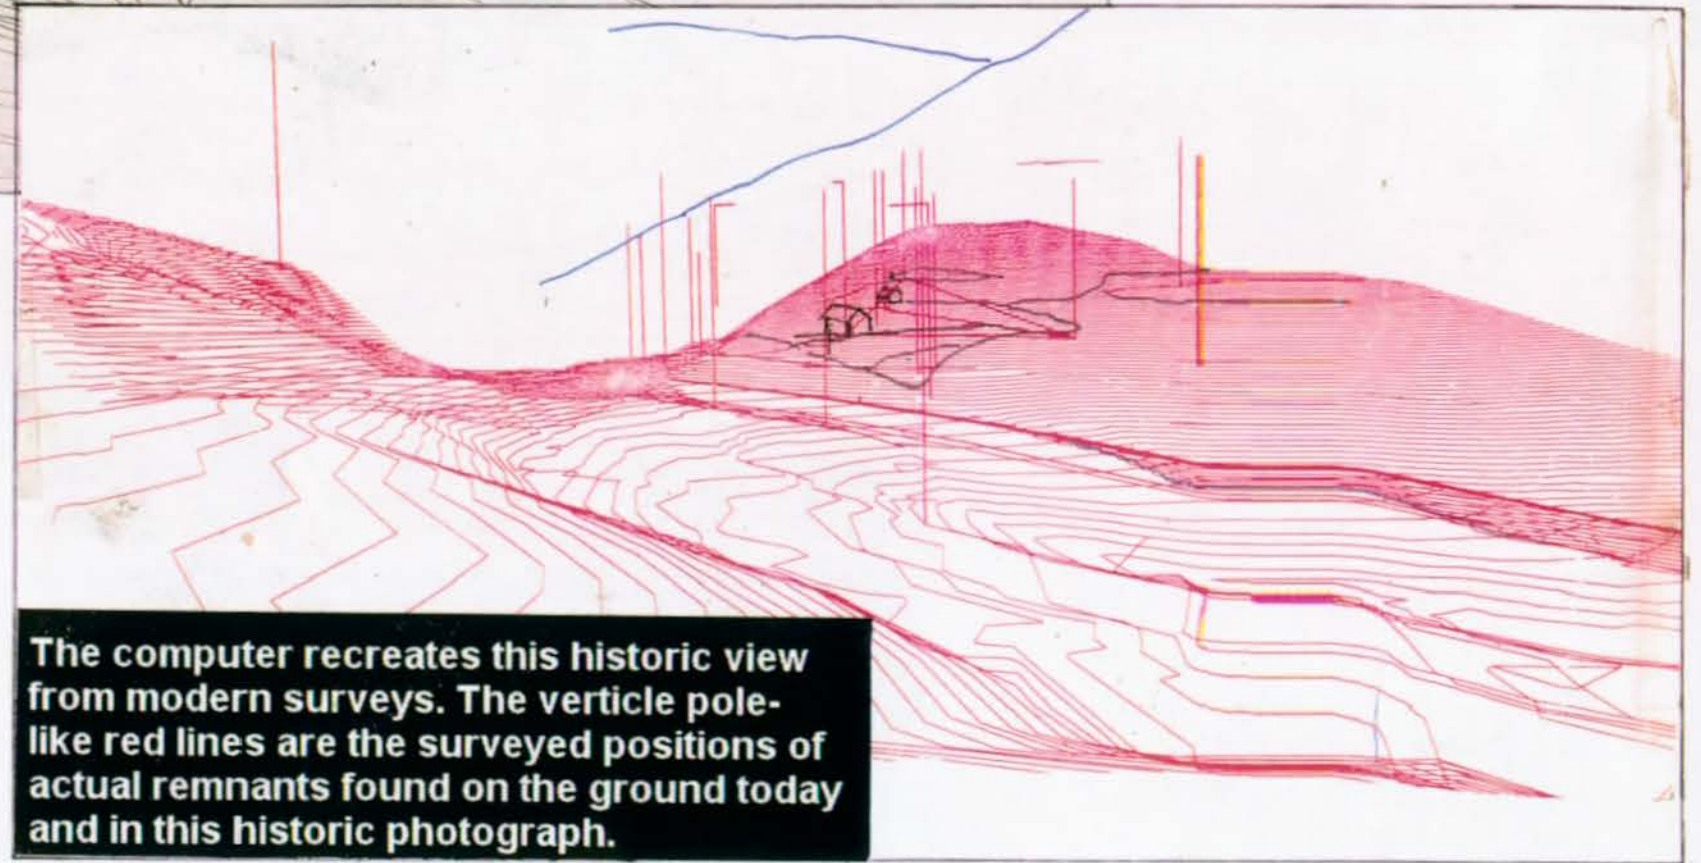 The computer recreates this historic view
from modern surveys. The verticle pole-
like red lines are the surveyed positions of
actual remnants found on the ground today
and in this historic photograph.